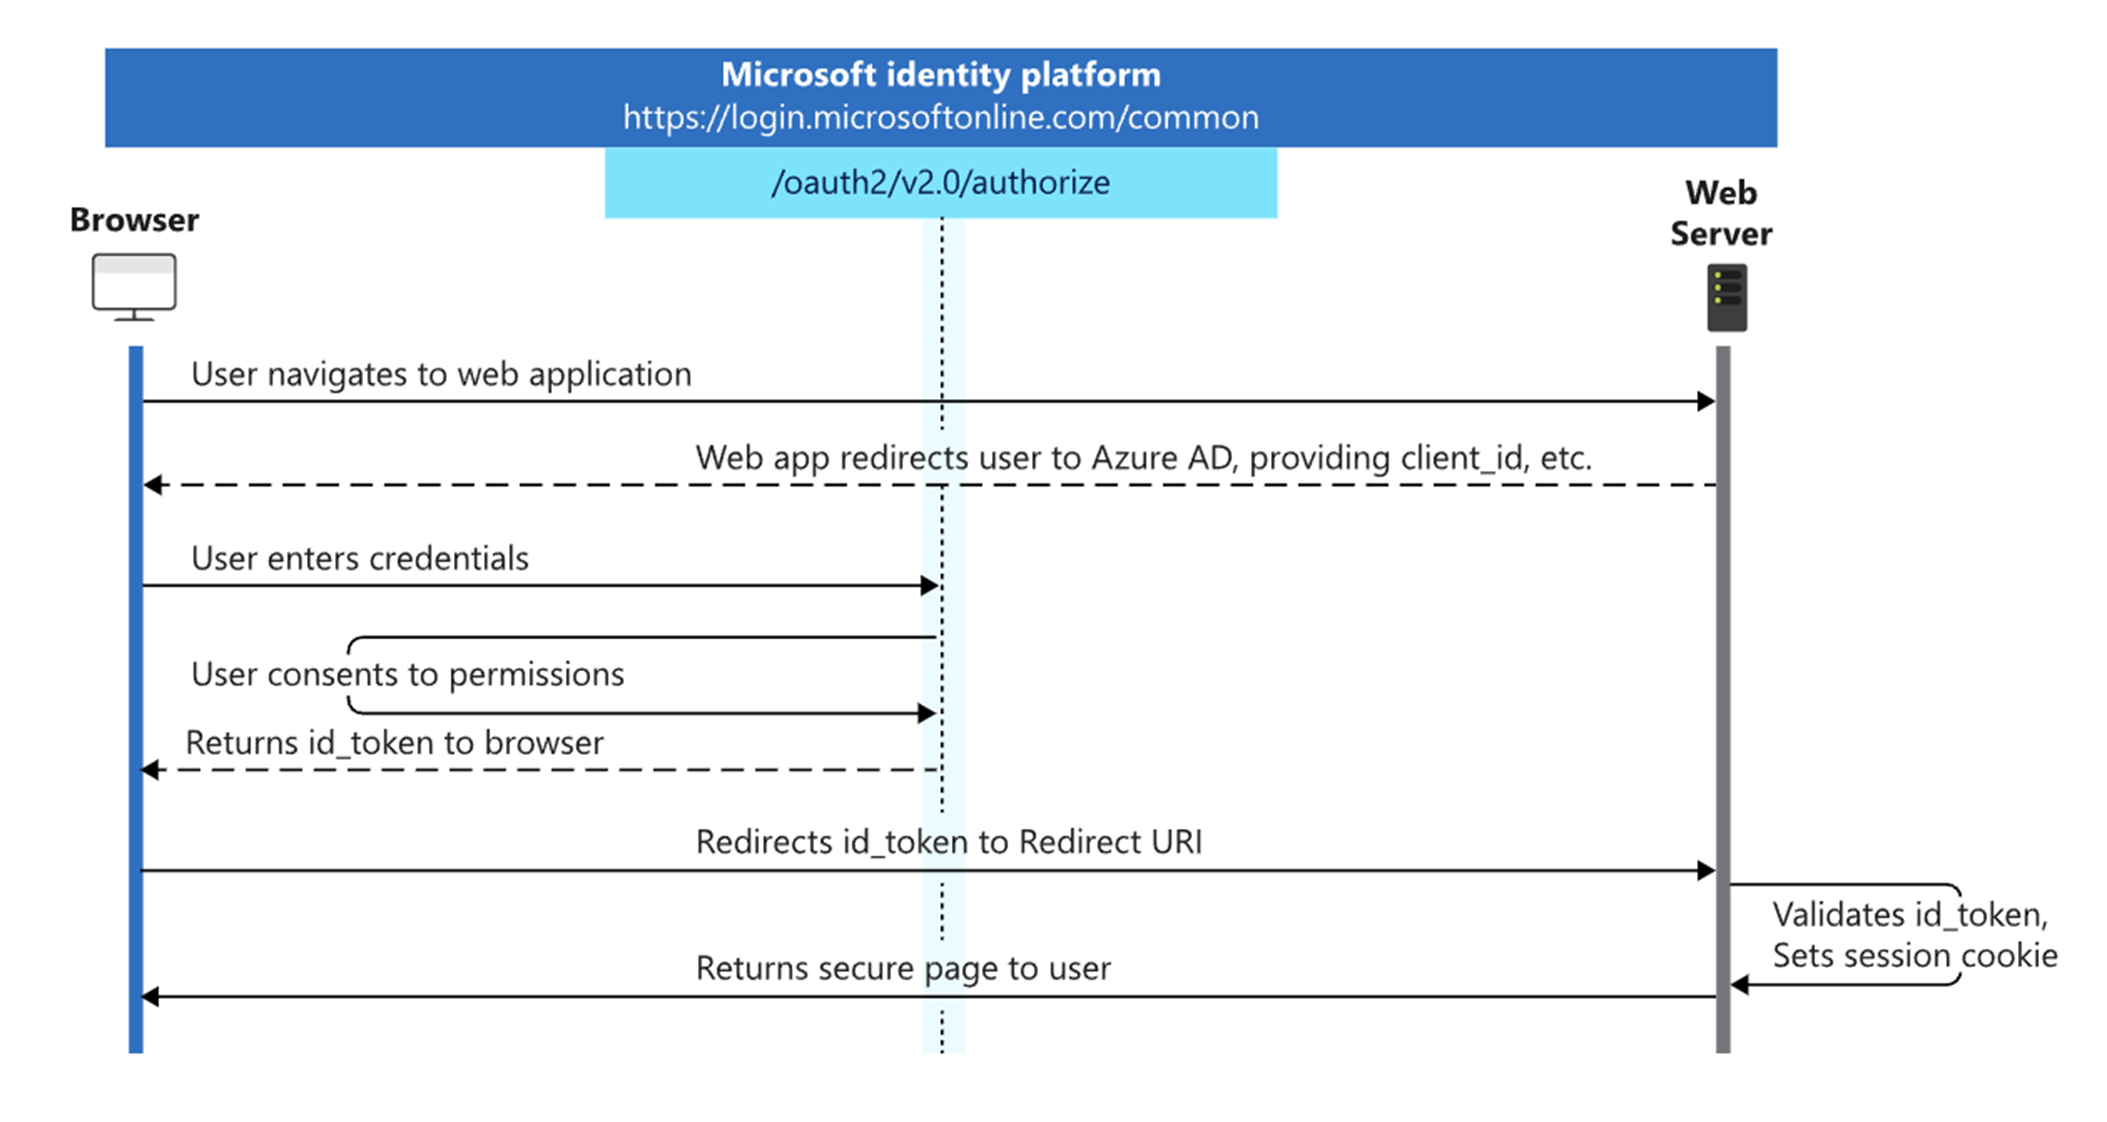 Microsoft identity platform
https://login.microsoftonline.com/common
/oauth2/v2.0/authorize
Browser
Web
Server
User navigates to web application
Web app redirects user to Azure AD, providing client_id, etc.
User enters credentials
User consents to permissions
Returns id_token to browser
Redirects id_token to Redirect URI
Validates id_token,
Sets session cookie
Returns secure page to user